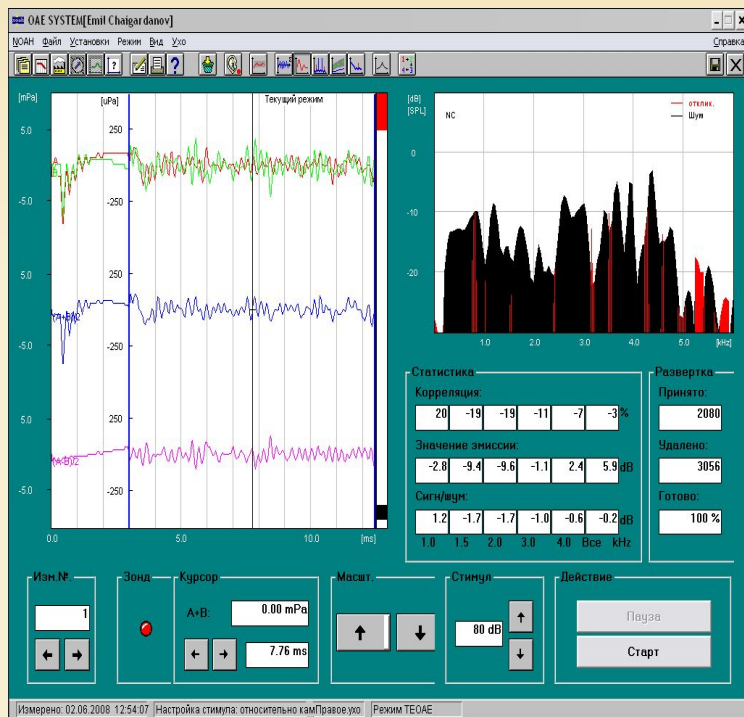 OAE SYSTEM[Emil Chaigardanov]
NOAH Файл Установки Режим Вид Ухо Справка
[mPa] [uPa] Текущий режим
5.0 250
-5.0 -250
5.0 250
(A+B)/2
-5.0 -250
5.0 250
(A-B)/2
-5.0 -250
0.0 5.0 10.0 [ms]
[dB]
[SPL]
NC
отклик.
Шум
0
-10
-20
1.0 2.0 3.0 4.0 5.0 [kHz]
Статистика
Корреляция:
20 -19 -19 -11 -7 -3 %
Значение эмиссии:
-2.8 -9.4 -9.6 -1.1 2.4 5.9 dB
Сигн/шум:
1.2 -1.7 -1.7 -1.0 -0.6 -0.2 dB
1.0 1.5 2.0 3.0 4.0 Все kHz
Развертка
Принято:
2080
Удалено:
3056
Готово:
100 %
Изм.№.
1
Зонд
Курсор
A+B: 0.00 mPa
7.76 ms
Масшт.
Стимул
80 dB
Действие
Пауза
Старт
Измерено: 02.06.2008 12:54:07 Настройка стимула: относительно кам Правое.ухо Режим TEOAE